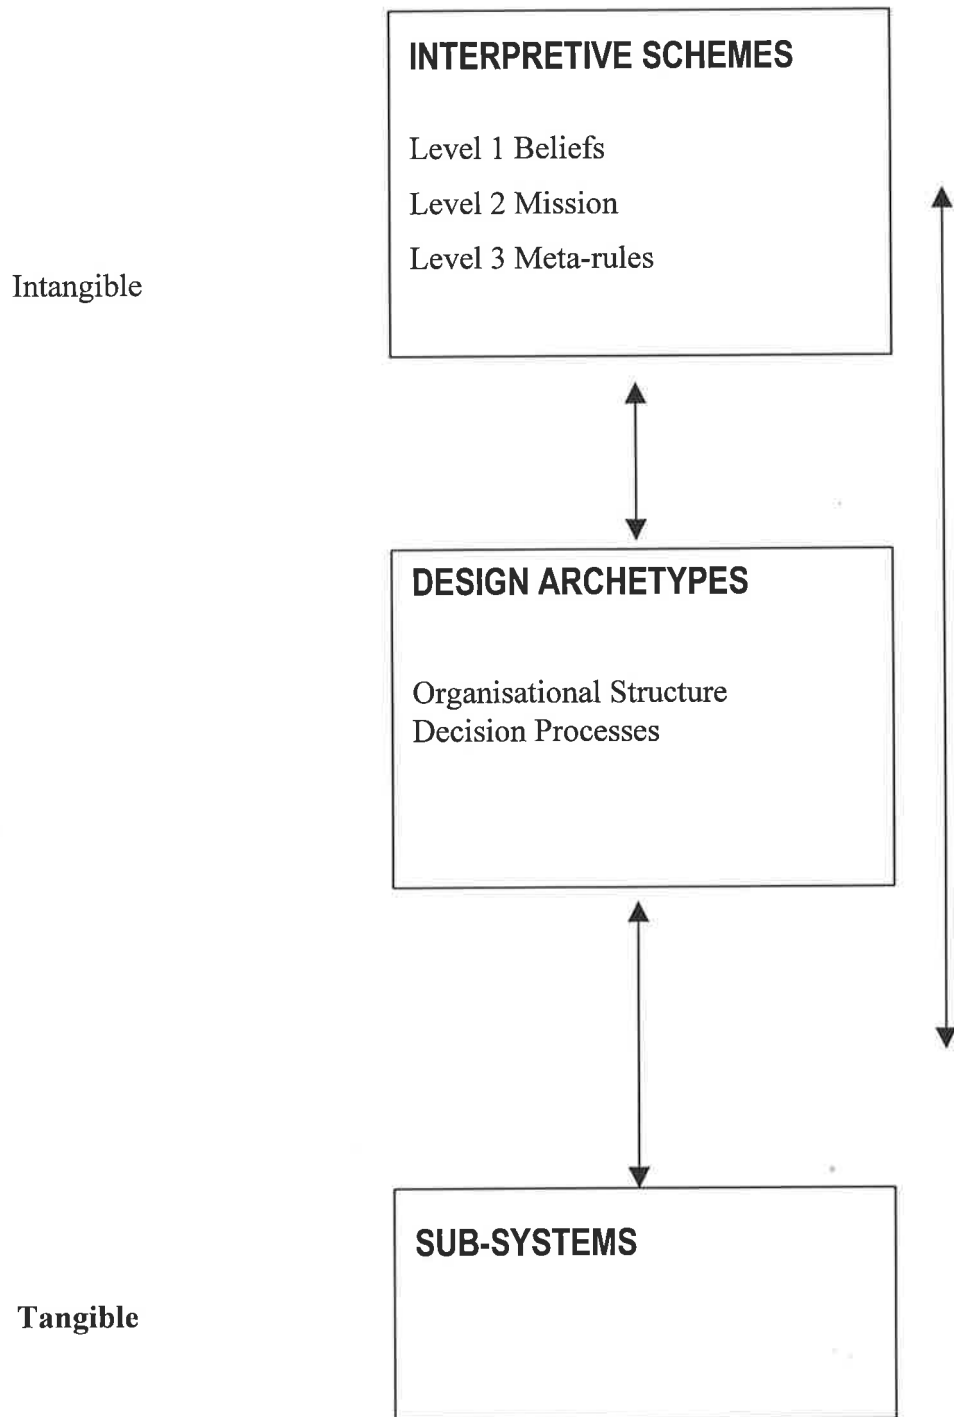 INTERPRETIVE SCHEMES
Level 1 Beliefs
Level 2 Mission
Level 3 Meta-rules
Intangible
DESIGN ARCHETYPES
Organisational Structure
Decision Processes
SUB-SYSTEMS
Tangible